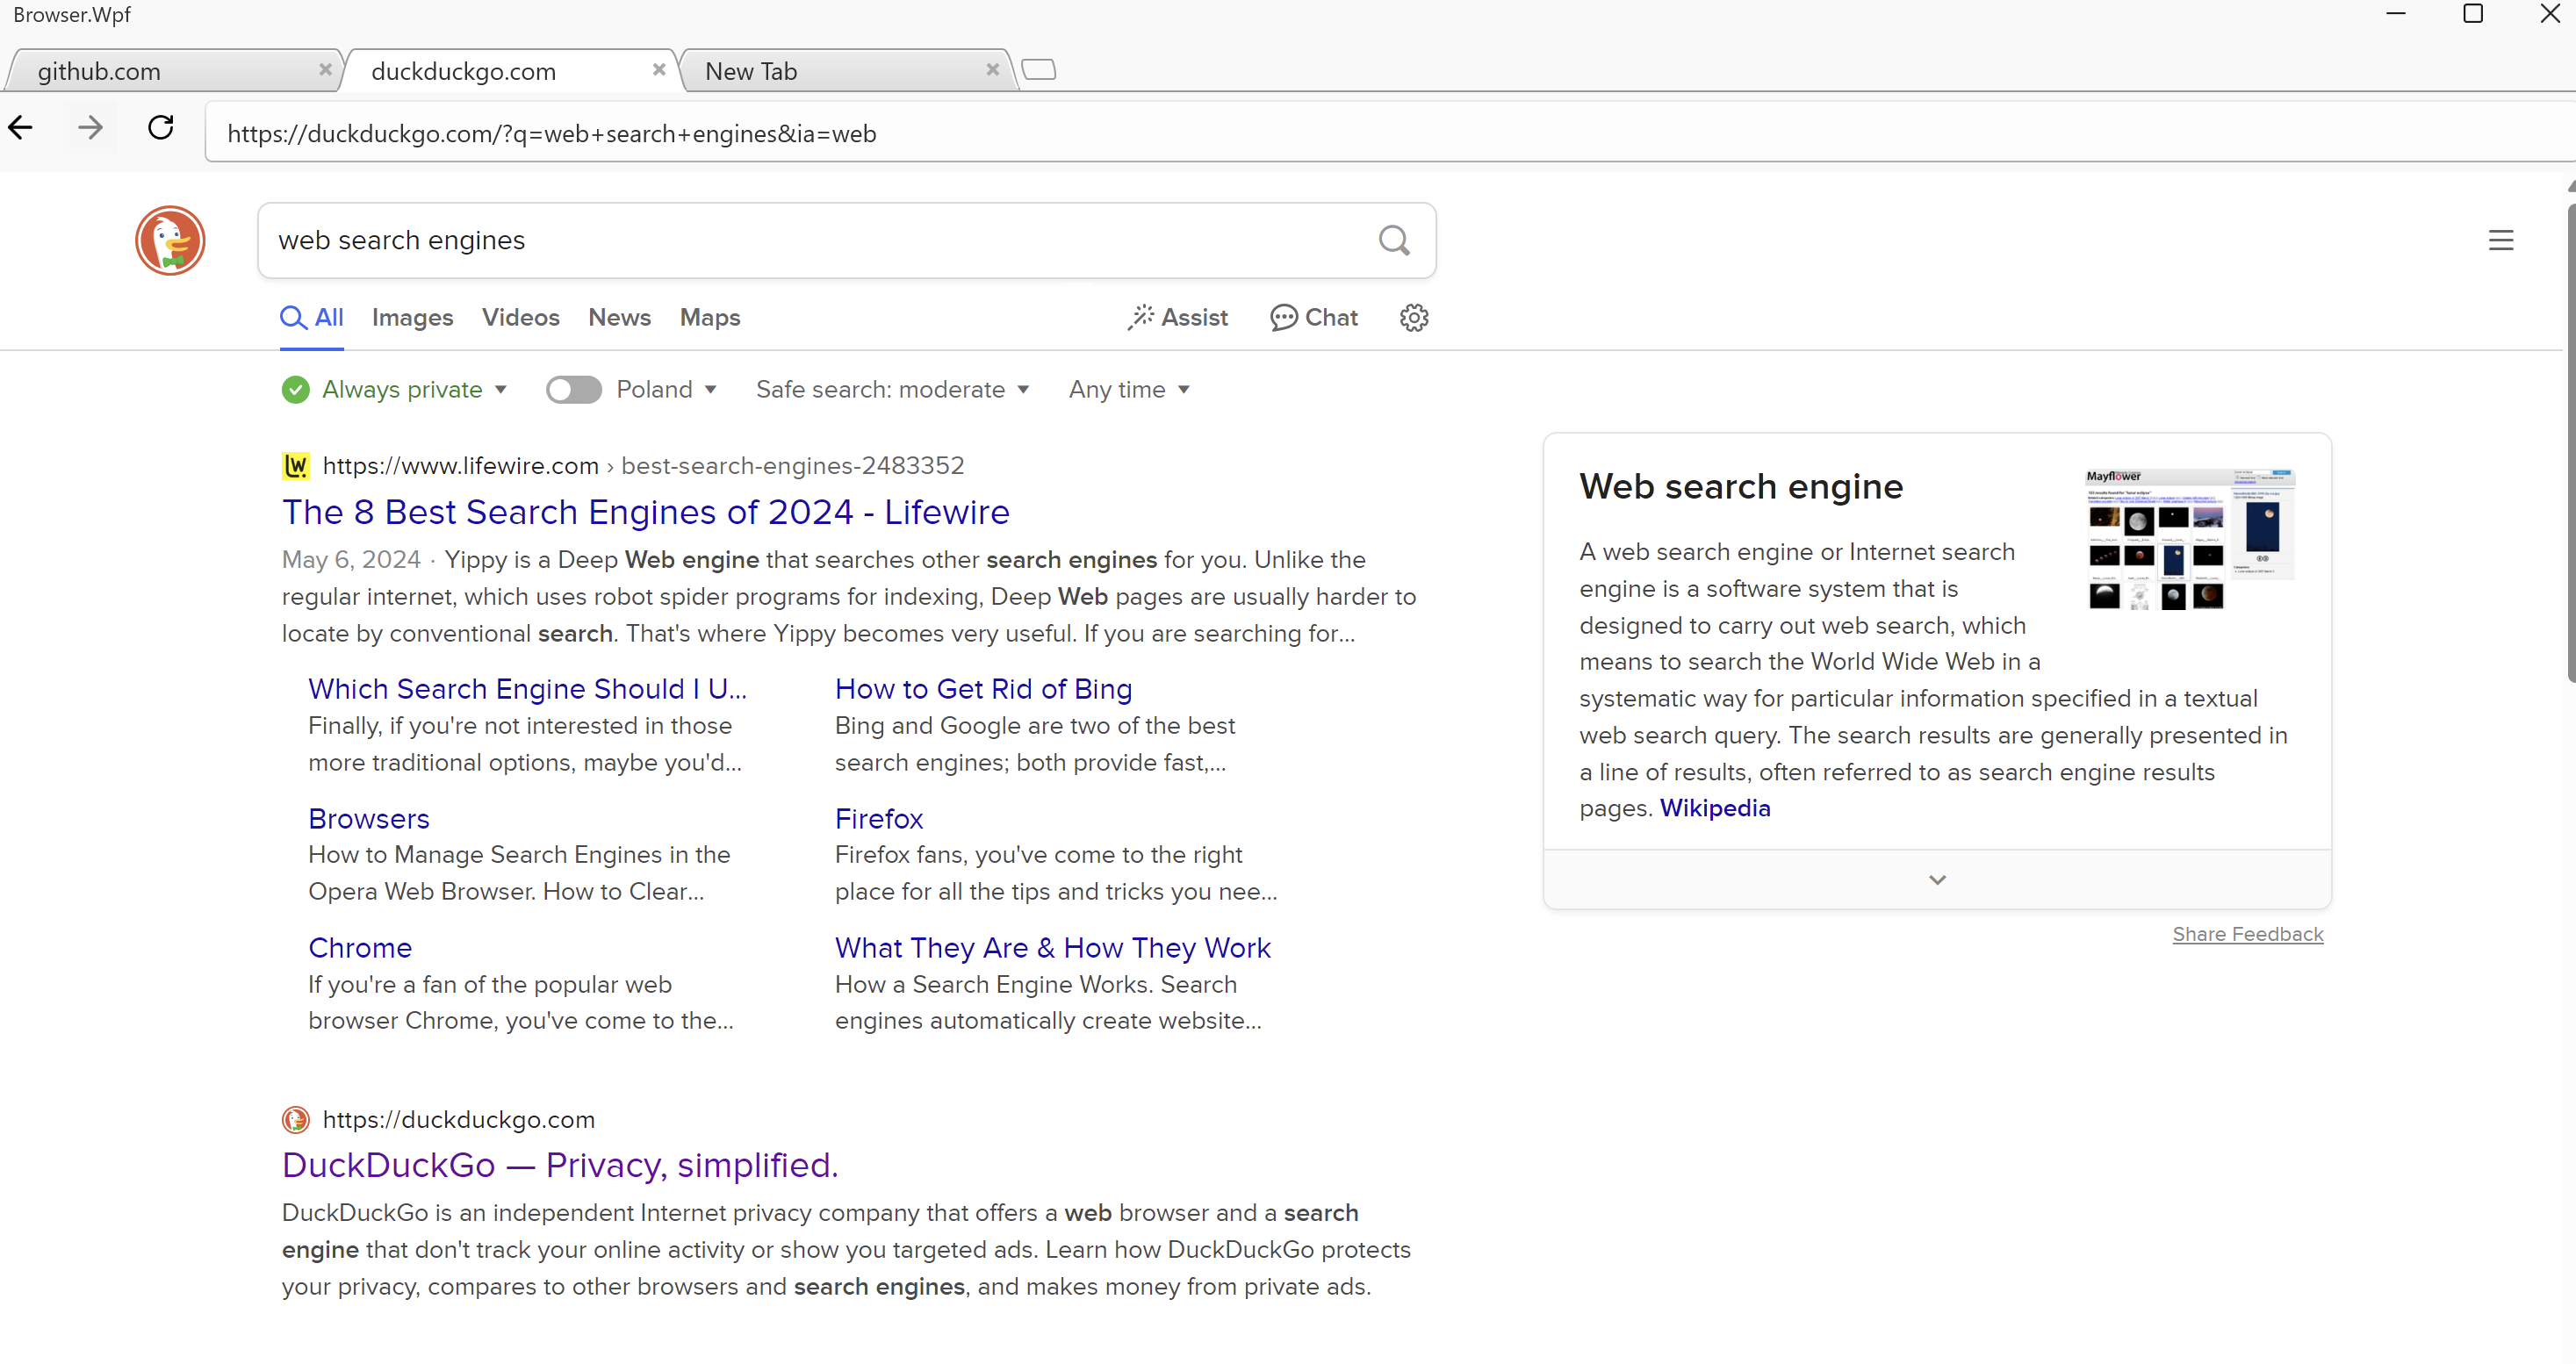 Browser.Wpf
github.com
duckduckgo.com
New Tab
https://duckduckgo.com/?q=web+search+engines&ia=web
web search engines
All Images Videos News Maps Assist Chat
Always private Poland Safe search: moderate Any time
https://www.lifewire.com › best-search-engines-2483352
The 8 Best Search Engines of 2024 - Lifewire
May 6, 2024 · Yippy is a Deep Web engine that searches other search engines for you. Unlike the
regular internet, which uses robot spider programs for indexing, Deep Web pages are usually harder to
locate by conventional search. That's where Yippy becomes very useful. If you are searching for...
Which Search Engine Should I U...
Finally, if you're not interested in those
more traditional options, maybe you'd...
How to Get Rid of Bing
Bing and Google are two of the best
search engines; both provide fast,...
Browsers
How to Manage Search Engines in the
Opera Web Browser. How to Clear...
Firefox
Firefox fans, you've come to the right
place for all the tips and tricks you nee...
Chrome
If you're a fan of the popular web
browser Chrome, you've come to the...
What They Are & How They Work
How a Search Engine Works. Search
engines automatically create website...
https://duckduckgo.com
DuckDuckGo — Privacy, simplified.
DuckDuckGo is an independent Internet privacy company that offers a web browser and a search
engine that don't track your online activity or show you targeted ads. Learn how DuckDuckGo protects
your privacy, compares to other browsers and search engines, and makes money from private ads.
Web search engine
Mayflower
A web search engine or Internet search
engine is a software system that is
designed to carry out web search, which
means to search the World Wide Web in a
systematic way for particular information specified in a textual
web search query. The search results are generally presented in
a line of results, often referred to as search engine results
pages. Wikipedia
Share Feedback